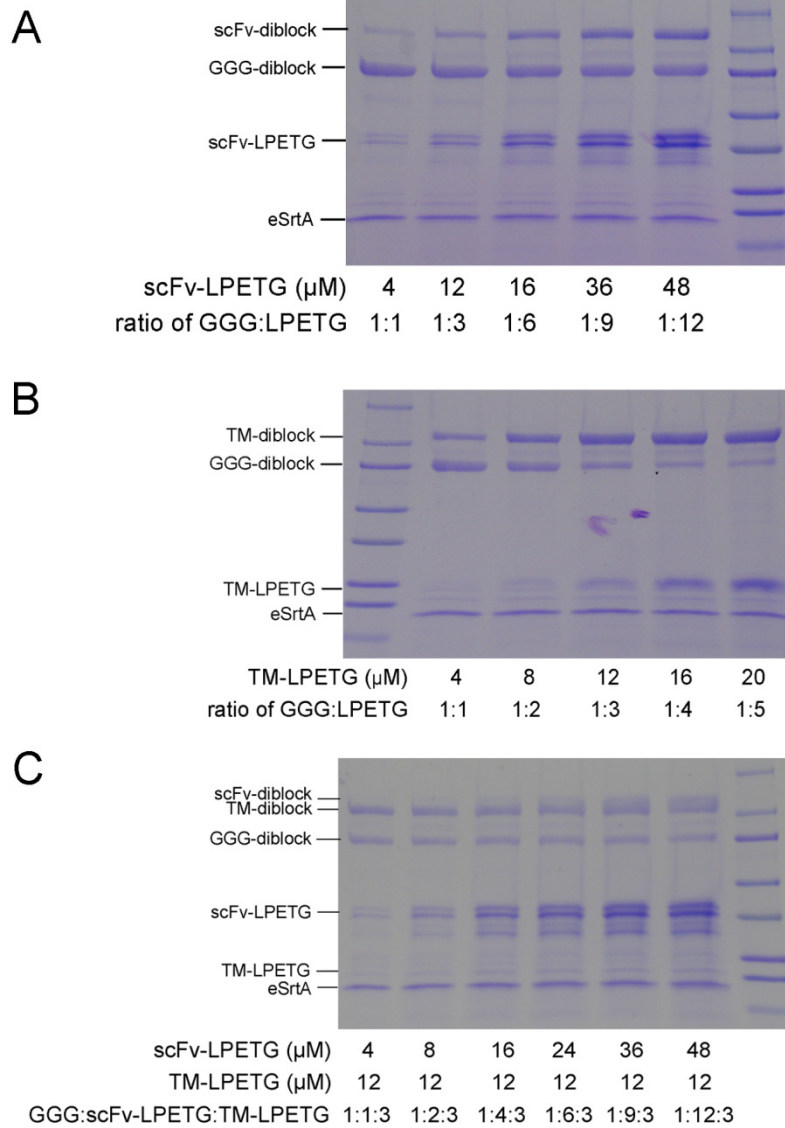 A
scFv-diblock
GGG-diblock
scFv-LPETG
eSrtA
scFv-LPETG (µM) 4 12 16 36 48
ratio of GGG:LPETG 1:1 1:3 1:6 1:9 1:12
B
TM-diblock
GGG-diblock
TM-LPETG
eSrtA
TM-LPETG (µM) 4 8 12 16 20
ratio of GGG:LPETG 1:1 1:2 1:3 1:4 1:5
C
scFv-diblock
TM-diblock
GGG-diblock
scFv-LPETG
TM-LPETG
eSrtA
scFv-LPETG (µM) 4 8 16 24 36 48
TM-LPETG (µM) 12 12 12 12 12 12
GGG:scFv-LPETG:TM-LPETG 1:1:3 1:2:3 1:4:3 1:6:3 1:9:3 1:12:3